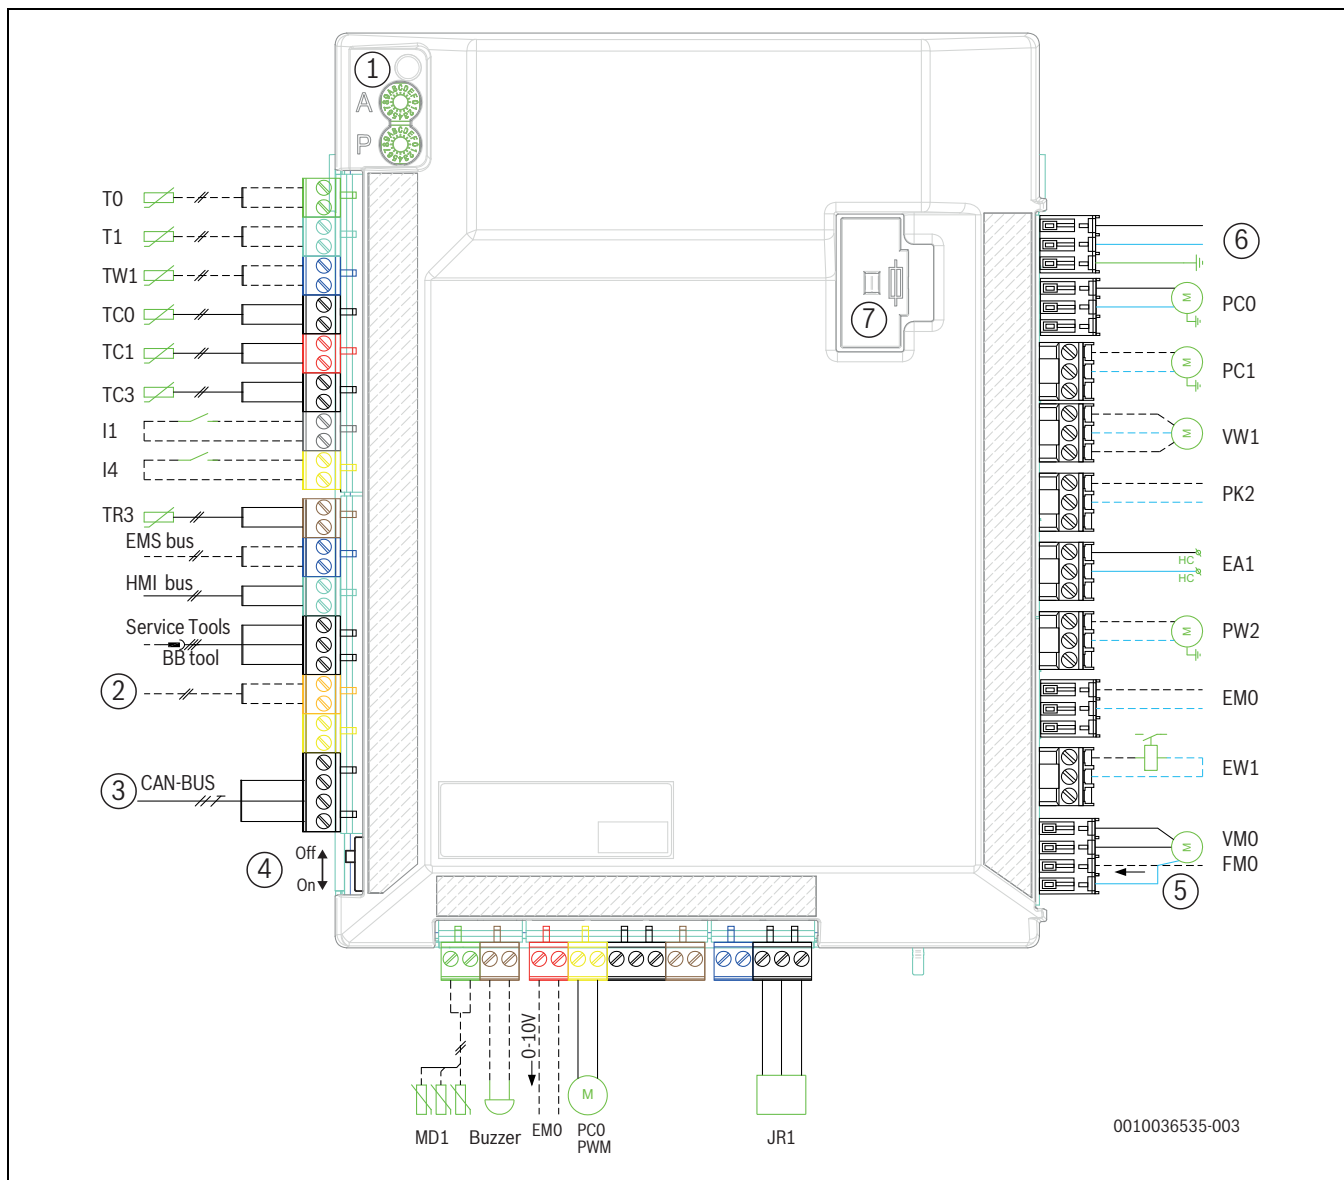 1
A
P
T0
T1
TW1
TC0
TC1
TC3
I1
I4
TR3
EMS bus
HMI bus
Service Tools
BB tool
2
3 CAN-BUS
4
Off
On
6
PC0
7
PC1
VW1
PK2
EA1
HC
HC
PW2
EM0
EW1
VM0
FM0
5
M
M
M
M
M
0-10V
M
MD1
Buzzer
EM0
PC0
PWM
JR1
0010036535-003